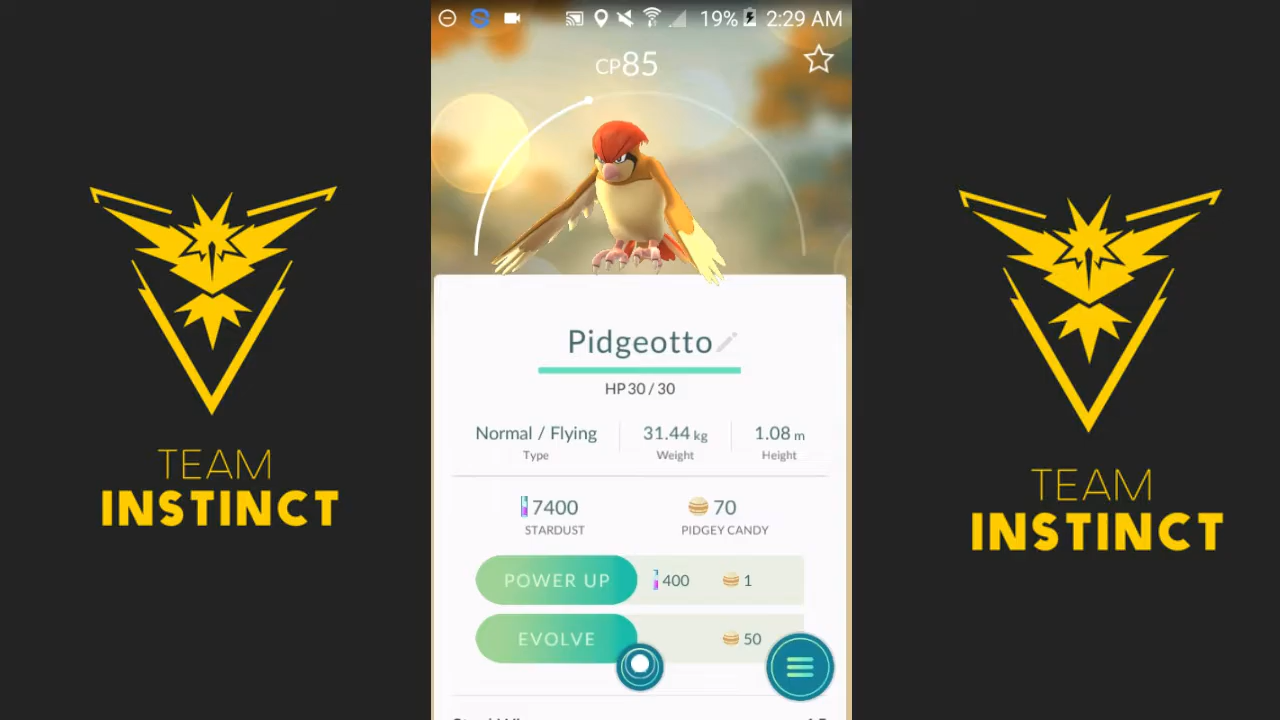 19% 2:29 AM
CP85
Pidgeotto
HP 30 / 30
Normal / Flying
Type
31.44 kg
Weight
1.08 m
Height
7400
STARDUST
70
PIDGEY CANDY
POWER UP 400 1
EVOLVE 50
TEAM
INSTINCT
TEAM
INSTINCT